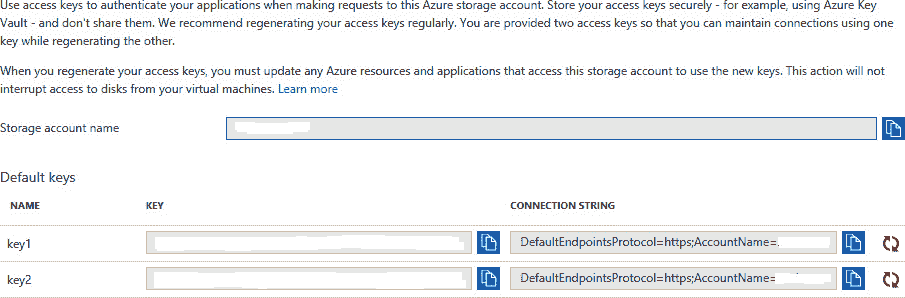 Use access keys to authenticate your applications when making requests to this Azure storage account. Store your access keys securely - for example, using Azure Key
Vault - and don't share them. We recommend regenerating your access keys regularly. You are provided two access keys so that you can maintain connections using one
key while regenerating the other.
When you regenerate your access keys, you must update any Azure resources and applications that access this storage account to use the new keys. This action will not
interrupt access to disks from your virtual machines. Learn more
Storage account name
Default keys
NAME KEY CONNECTION STRING
key1 DefaultEndpointsProtocol=https;AccountName=.
key2 DefaultEndpointsProtocol=https;AccountName=